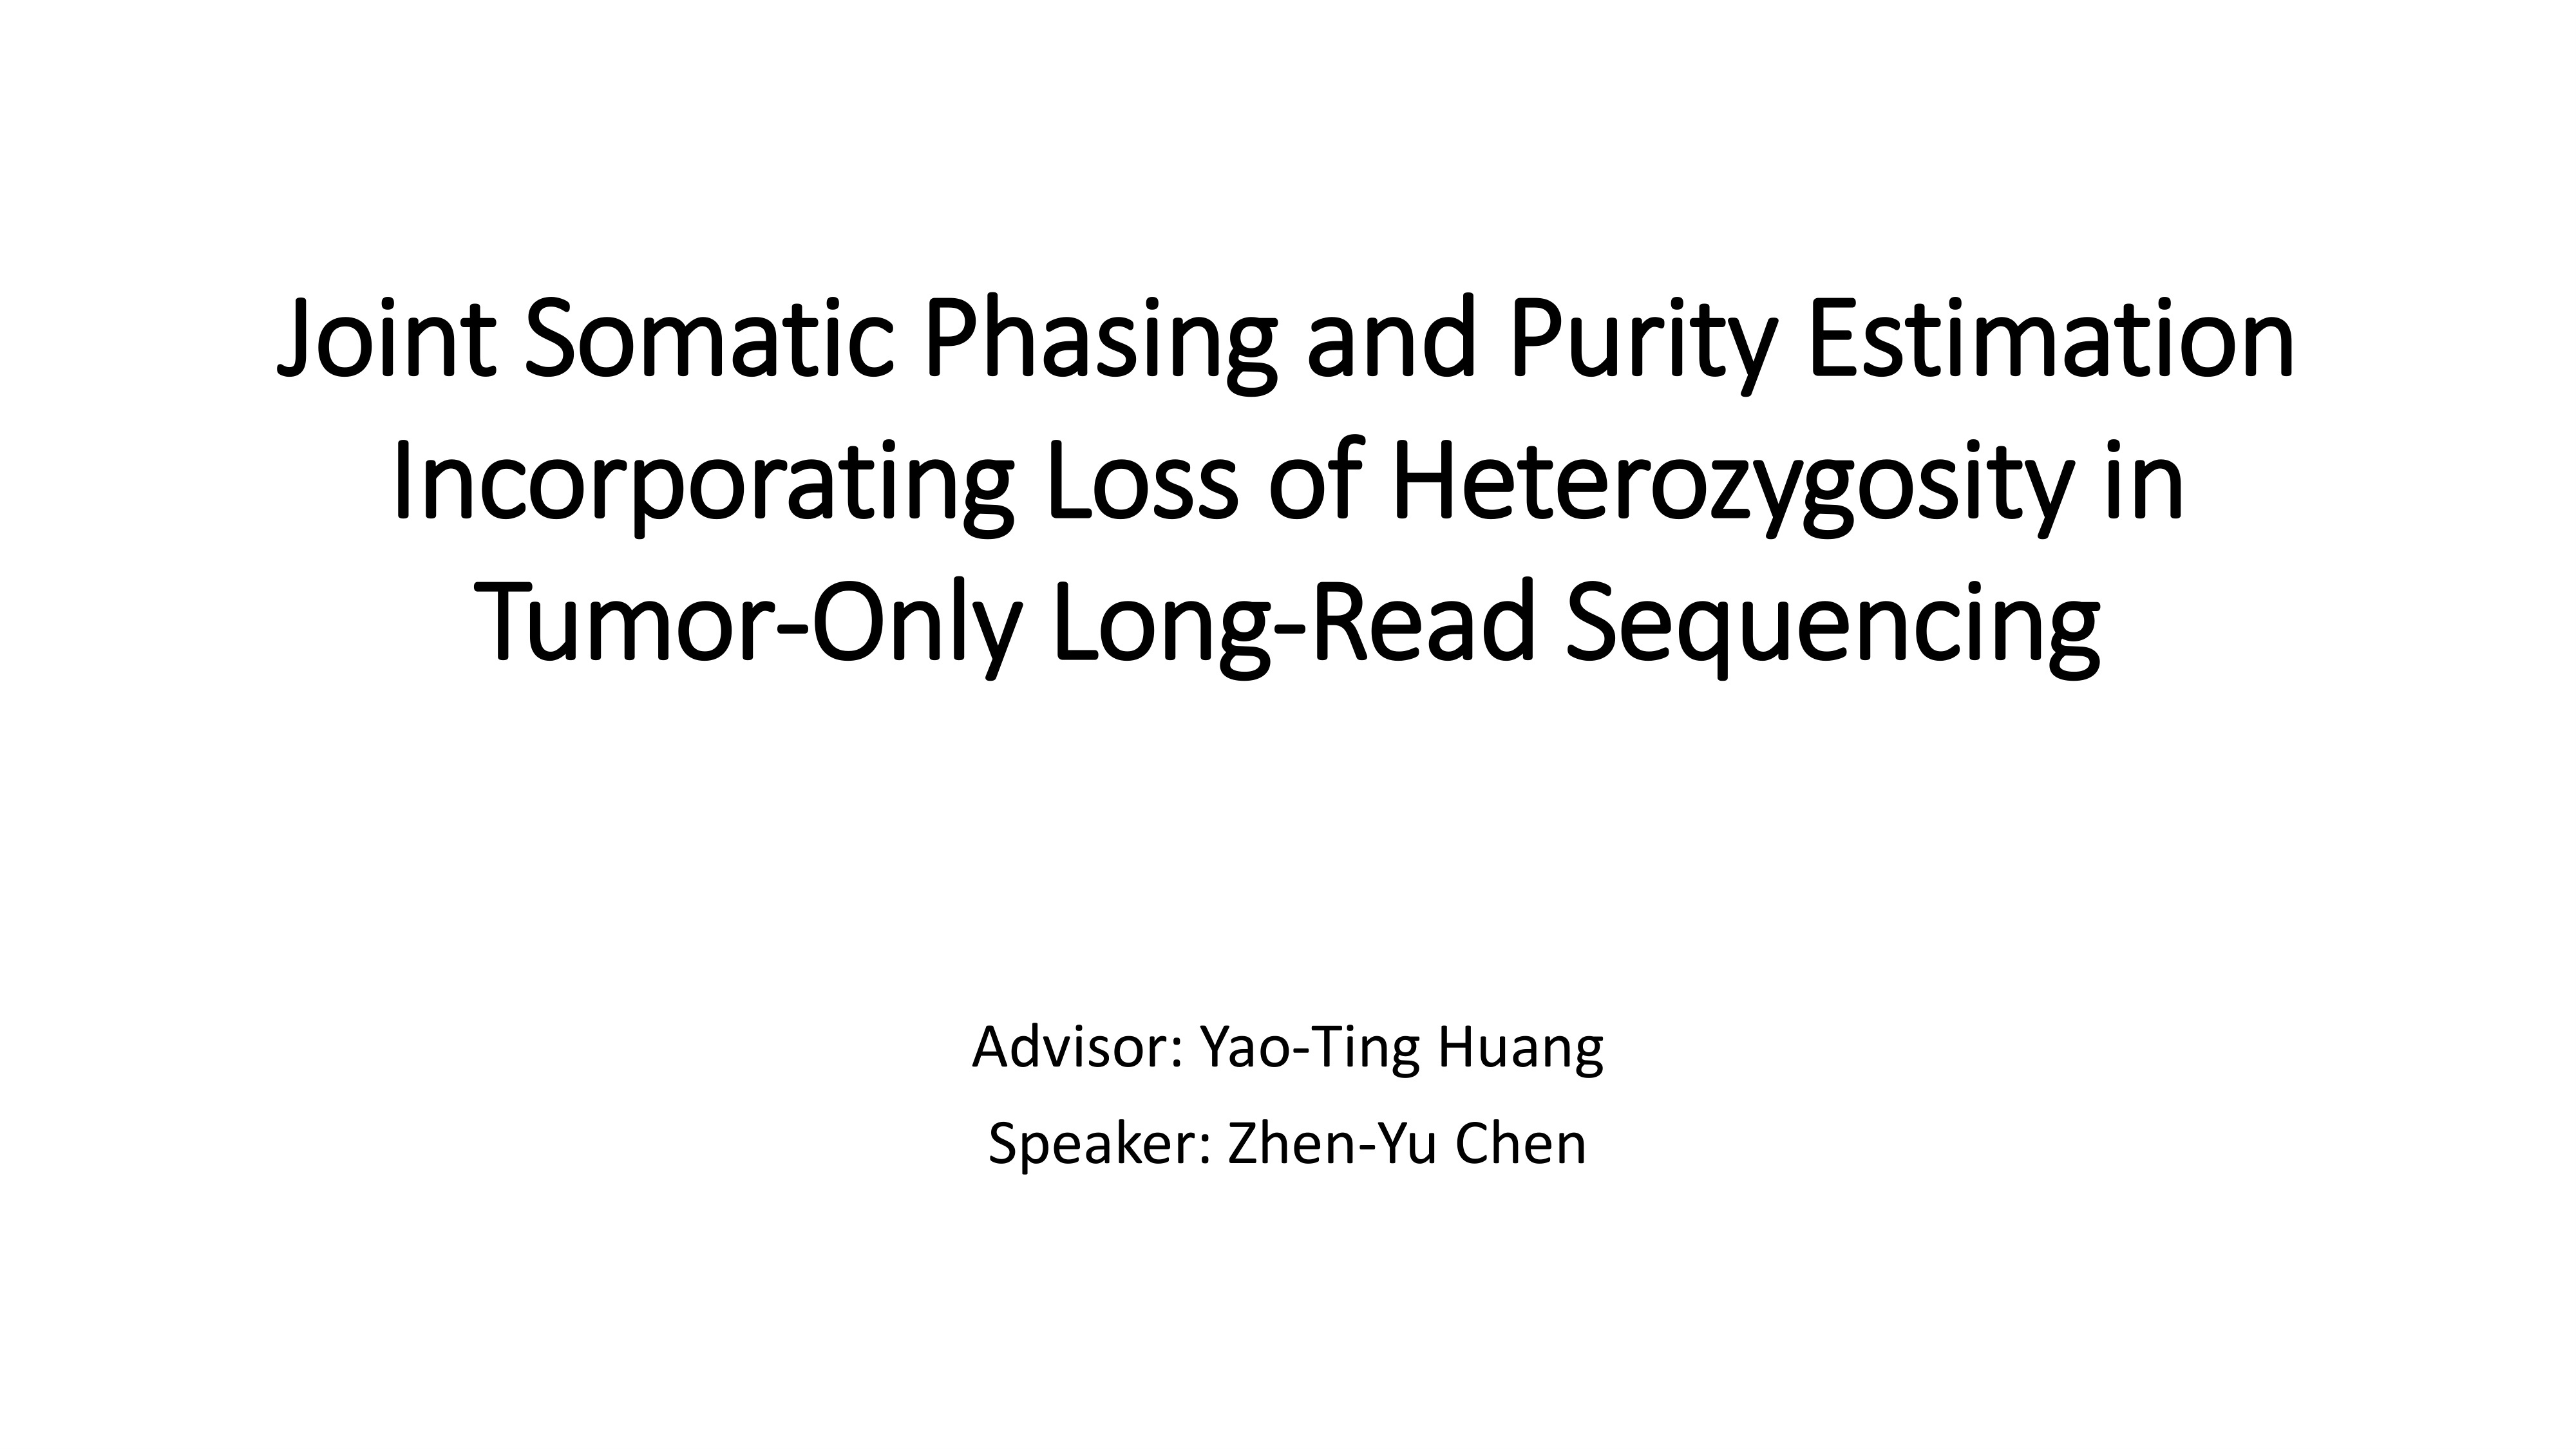 Joint Somatic Phasing and Purity Estimation
Incorporating Loss of Heterozygosity in
Tumor-Only Long-Read Sequencing
Advisor: Yao-Ting Huang
Speaker: Zhen-Yu Chen